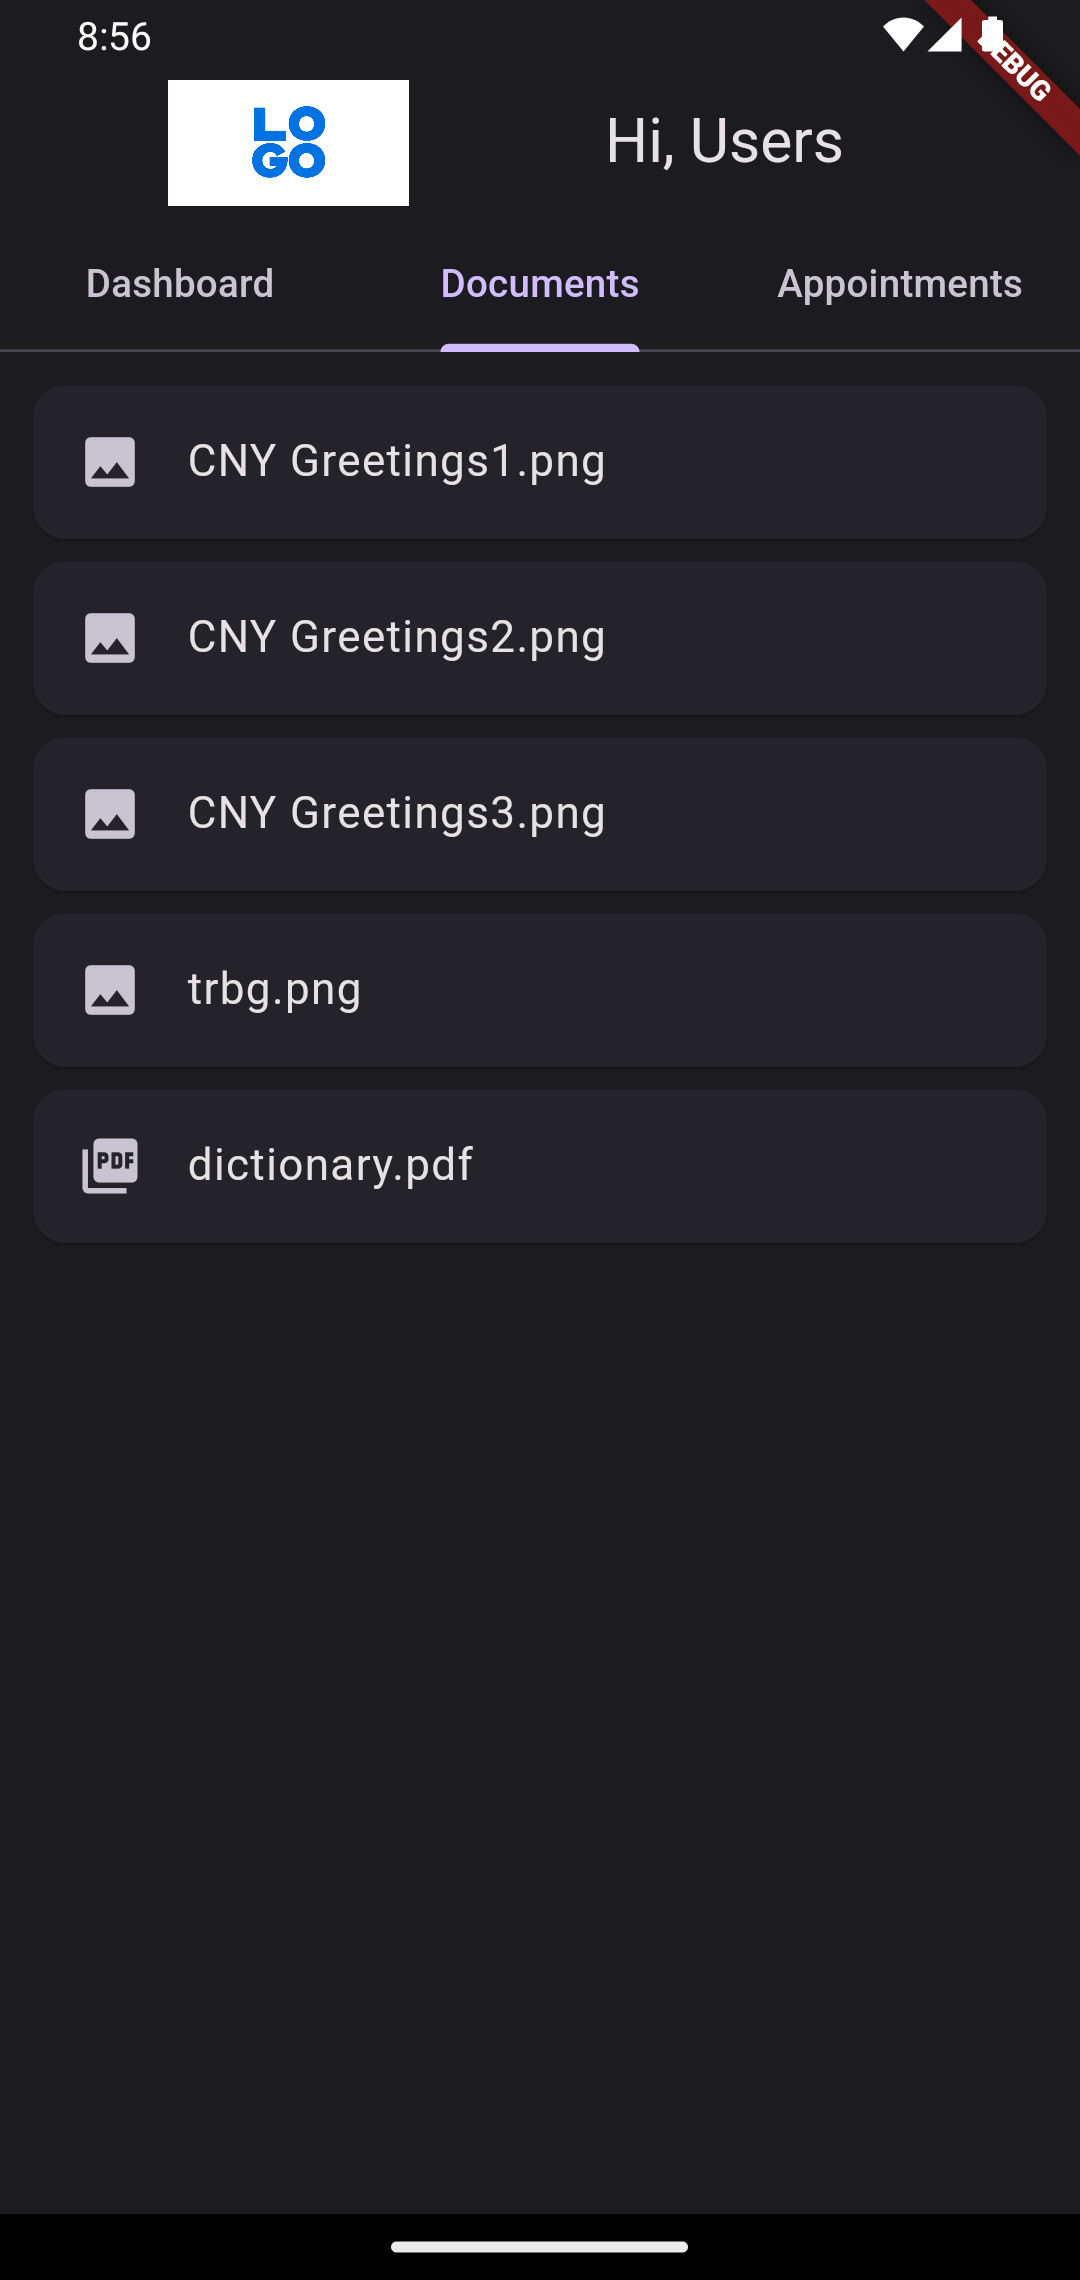 8:56
LO
GO
Hi, Users
Dashboard Documents Appointments
CNY Greetings1.png
CNY Greetings2.png
CNY Greetings3.png
trbg.png
PDF dictionary.pdf